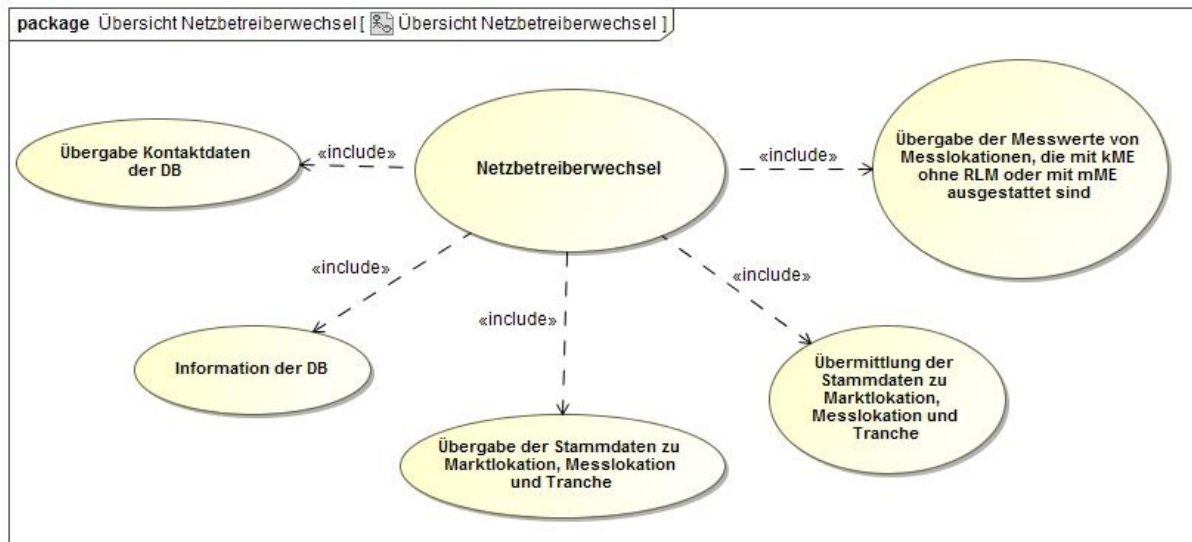 package Übersicht Netzbetreiberwechsel [ Übersicht Netzbetreiberwechsel ]
Übergabe Kontaktdaten
der DB
«include»
Netzbetreiberwechsel
«include»
Übergabe der Messwerte von
Messlokationen, die mit kME
ohne RLM oder mit mME
ausgestattet sind
«include»
«include»
«include»
Information der DB
Übergabe der Stammdaten zu
Marktlokation, Messlokation
und Tranche
Übermittlung der
Stammdaten zu
Marktlokation,
Messlokation und
Tranche